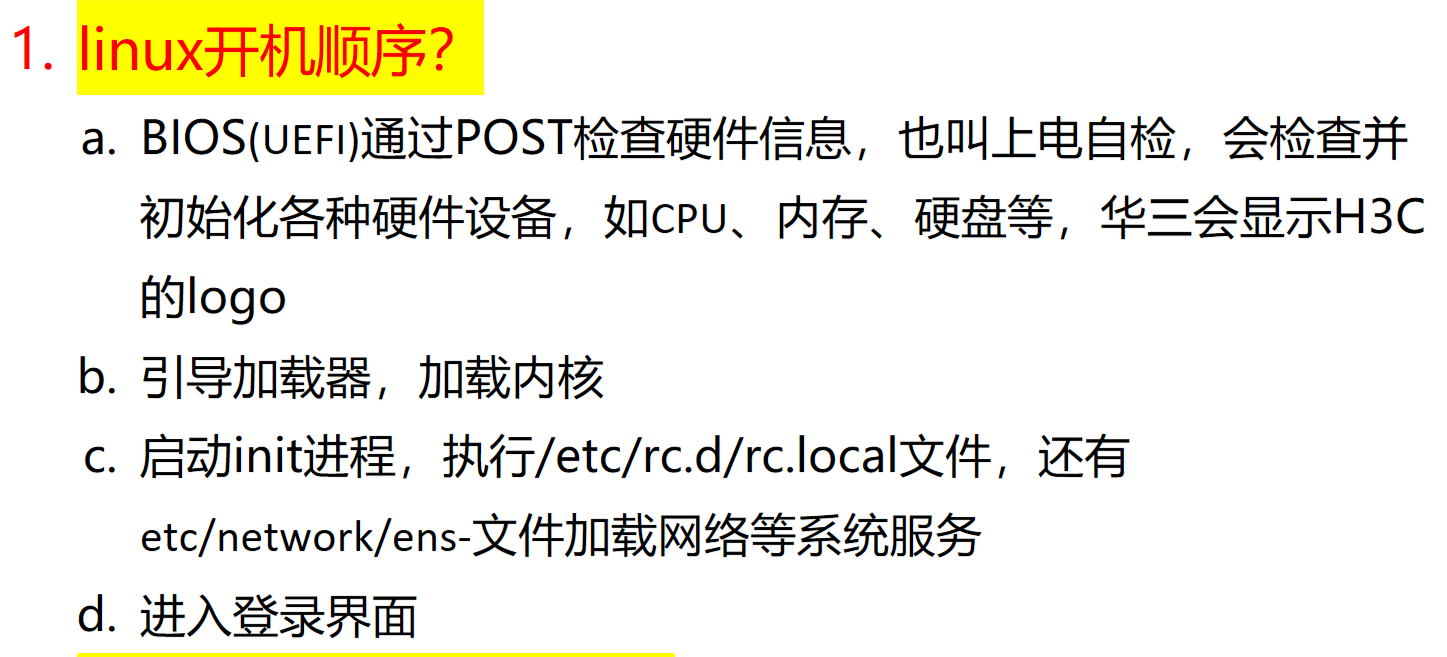 1. linux开机顺序？
a. BIOS(UEFI)通过POST检查硬件信息，也叫上电自检，会检查并
初始化各种硬件设备，如CPU、内存、硬盘等，华三会显示H3C
的logo
b. 引导加载器，加载内核
c. 启动init进程，执行/etc/rc.d/rc.local文件，还有
etc/network/ens-文件加载网络等系统服务
d. 进入登录界面